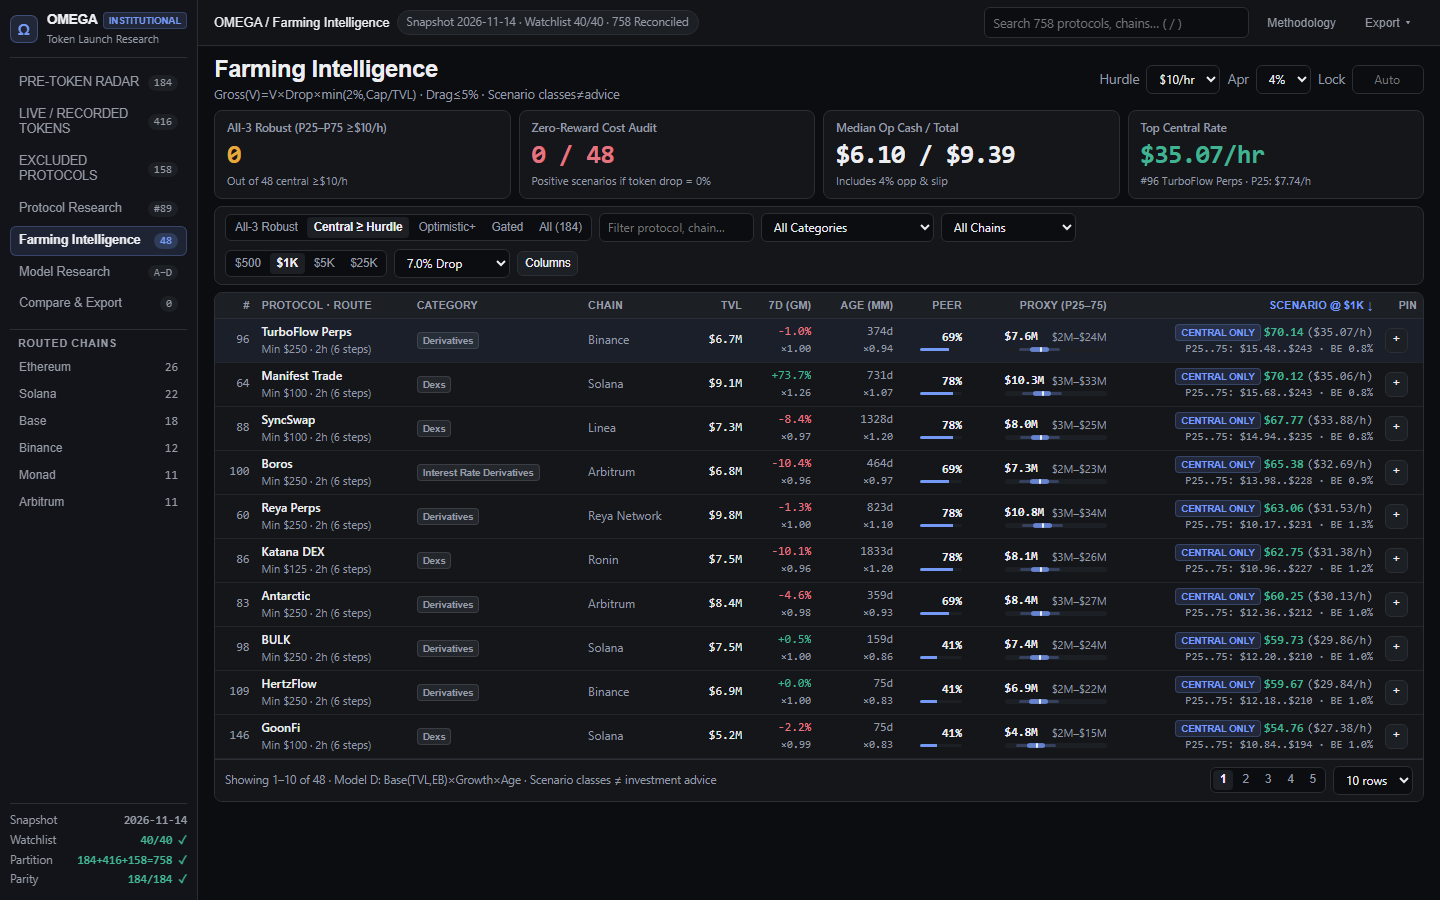 Ω OMEGA INSTITUTIONAL
Token Launch Research
PRE-TOKEN RADAR 184
LIVE / RECORDED TOKENS 416
EXCLUDED PROTOCOLS 158
Protocol Research #89
Farming Intelligence 48
Model Research A–D
Compare & Export 0
ROUTED CHAINS
Ethereum 26
Solana 22
Base 18
Binance 12
Monad 11
Arbitrum 11
Snapshot 2026-11-14
Watchlist 40/40 ✓
Partition 184+416+158=758 ✓
Parity 184/184 ✓
OMEGA / Farming Intelligence Snapshot 2026-11-14 · Watchlist 40/40 · 758 Reconciled Search 758 protocols, chains... ( / ) Methodology Export ▾
Farming Intelligence
Gross(V)=V×Drop×min(2%,Cap/TVL) · Drag≤5% · Scenario classes≠advice
Hurdle $10/hr Apr 4% Lock Auto
All-3 Robust (P25–P75 ≥$10/h)
0
Out of 48 central ≥$10/h
Zero-Reward Cost Audit
0 / 48
Positive scenarios if token drop = 0%
Median Op Cash / Total
$6.10 / $9.39
Includes 4% opp & slip
Top Central Rate
$35.07/hr
#96 TurboFlow Perps · P25: $7.74/h
All-3 Robust Central ≥ Hurdle Optimistic+ Gated All (184) Filter protocol, chain... All Categories All Chains
$500 $1K $5K $25K 7.0% Drop Columns
# PROTOCOL · ROUTE CATEGORY CHAIN TVL 7D (GM) AGE (MM) PEER PROXY (P25–75) SCENARIO @ $1K ↓ PIN
96 TurboFlow Perps Derivatives Binance $6.7M -1.0% 374d 69% $7.6M $2M–$24M CENTRAL ONLY $70.14 ($35.07/h) +
Min $250 · 2h (6 steps) ×1.00 ×0.94 P25..75: $15.48..$243 · BE 0.8%
64 Manifest Trade Dexs Solana $9.1M +73.7% 731d 78% $10.3M $3M–$33M CENTRAL ONLY $70.12 ($35.06/h) +
Min $100 · 2h (6 steps) ×1.26 ×1.07 P25..75: $15.68..$243 · BE 0.8%
88 SyncSwap Dexs Linea $7.3M -8.4% 1328d 78% $8.0M $3M–$25M CENTRAL ONLY $67.77 ($33.88/h) +
Min $100 · 2h (6 steps) ×0.97 ×1.20 P25..75: $14.94..$235 · BE 0.8%
100 Boros Interest Rate Derivatives Arbitrum $6.8M -10.4% 464d 69% $7.3M $2M–$23M CENTRAL ONLY $65.38 ($32.69/h) +
Min $250 · 2h (6 steps) ×0.96 ×0.97 P25..75: $13.98..$228 · BE 0.9%
60 Reya Perps Derivatives Reya Network $9.8M -1.3% 823d 78% $10.8M $3M–$34M CENTRAL ONLY $63.06 ($31.53/h) +
Min $250 · 2h (6 steps) ×1.00 ×1.10 P25..75: $10.17..$231 · BE 1.3%
86 Katana DEX Dexs Ronin $7.5M -10.1% 1833d 78% $8.1M $3M–$26M CENTRAL ONLY $62.75 ($31.38/h) +
Min $125 · 2h (6 steps) ×0.96 ×1.20 P25..75: $10.96..$227 · BE 1.2%
83 Antarctic Derivatives Arbitrum $8.4M -4.6% 359d 69% $8.4M $3M–$27M CENTRAL ONLY $60.25 ($30.13/h) +
Min $250 · 2h (6 steps) ×0.98 ×0.93 P25..75: $12.36..$212 · BE 1.0%
98 BULK Derivatives Solana $7.5M +0.5% 159d 41% $7.4M $2M–$24M CENTRAL ONLY $59.73 ($29.86/h) +
Min $250 · 2h (6 steps) ×1.00 ×0.86 P25..75: $12.20..$210 · BE 1.0%
109 HertzFlow Derivatives Binance $6.9M +0.0% 75d 41% $6.9M $2M–$22M CENTRAL ONLY $59.67 ($29.84/h) +
Min $250 · 2h (6 steps) ×1.00 ×0.83 P25..75: $12.18..$210 · BE 1.0%
146 GoonFi Dexs Solana $5.2M -2.2% 75d 41% $4.8M $2M–$15M CENTRAL ONLY $54.76 ($27.38/h) +
Min $100 · 2h (6 steps) ×0.99 ×0.83 P25..75: $10.84..$194 · BE 1.0%
Showing 1–10 of 48 · Model D: Base(TVL,EB)×Growth×Age · Scenario classes ≠ investment advice 1 2 3 4 5 10 rows